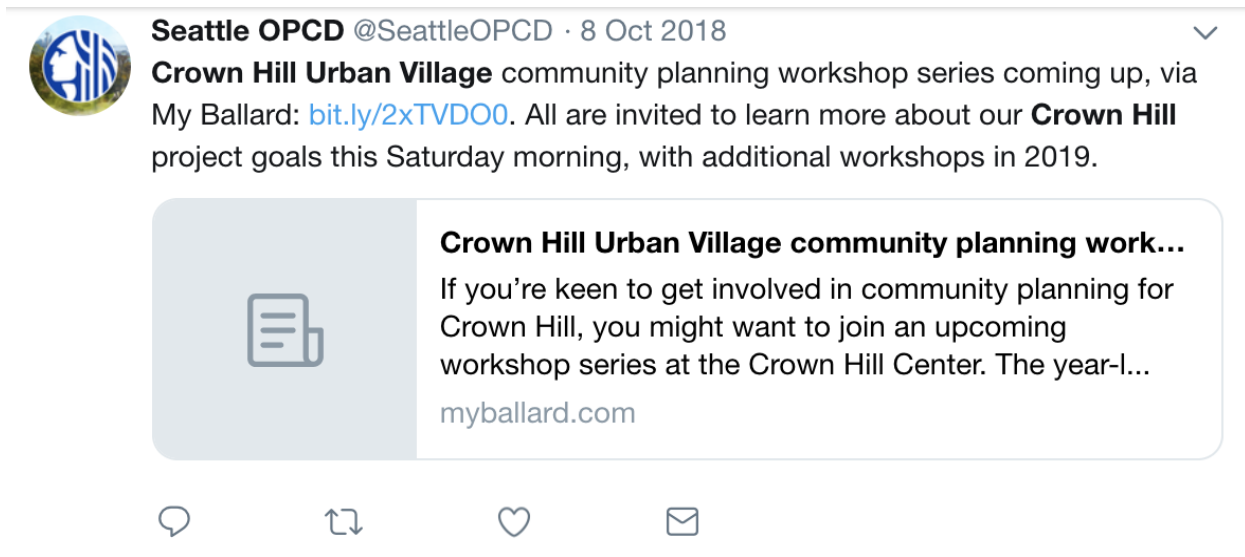 Seattle OPCD @SeattleOPCD · 8 Oct 2018
Crown Hill Urban Village community planning workshop series coming up, via
My Ballard: bit.ly/2xTVDO0. All are invited to learn more about our Crown Hill
project goals this Saturday morning, with additional workshops in 2019.
Crown Hill Urban Village community planning work...
If you’re keen to get involved in community planning for
Crown Hill, you might want to join an upcoming
workshop series at the Crown Hill Center. The year-l...
myballard.com